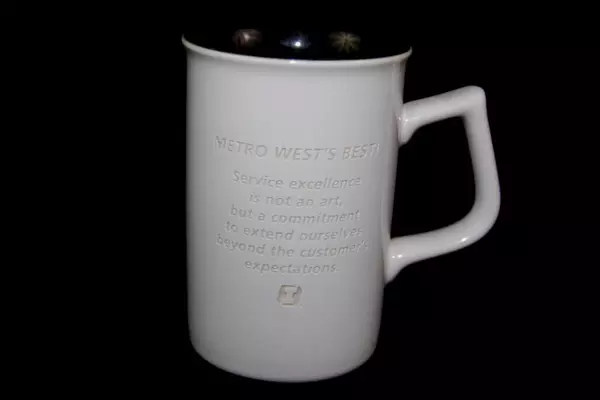 METRO WEST'S BEST!
Service excellence
is not an art,
but a commitment
to extend ourselves
beyond the customer's
expectations.
T